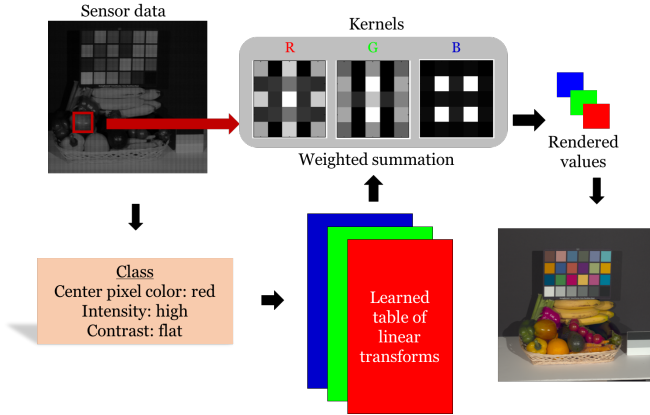 Sensor data
Kernels
R
G
B
Weighted summation
Rendered
values
Class
Center pixel color: red
Intensity: high
Contrast: flat
Learned
table of
linear
transforms